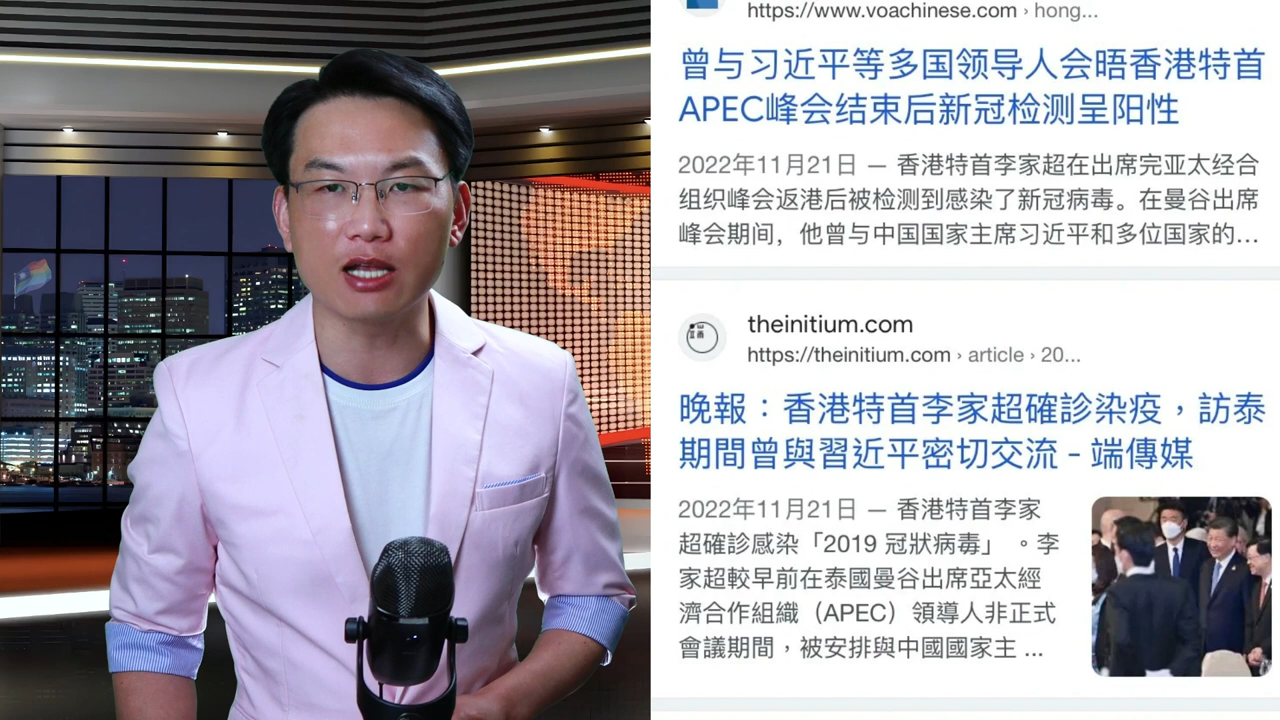 https://www.voachinese.com › hong...
曾与习近平等多国领导人会晤香港特首
APEC峰会结束后新冠检测呈阳性
2022年11月21日 — 香港特首李家超在出席完亚太经合
组织峰会返港后被检测到感染了新冠病毒。在曼谷出席
峰会期间，他曾与中国国家主席习近平和多位国家的...
theinitium.com
https://theinitium.com › article › 20...
晚報：香港特首李家超確診染疫，訪泰
期間曾與習近平密切交流 - 端傳媒
2022年11月21日 — 香港特首李家
超確診感染「2019 冠狀病毒」 。李
家超較早前在泰國曼谷出席亞太經
濟合作組織（APEC）領導人非正式
會議期間，被安排與中國國家主 ...